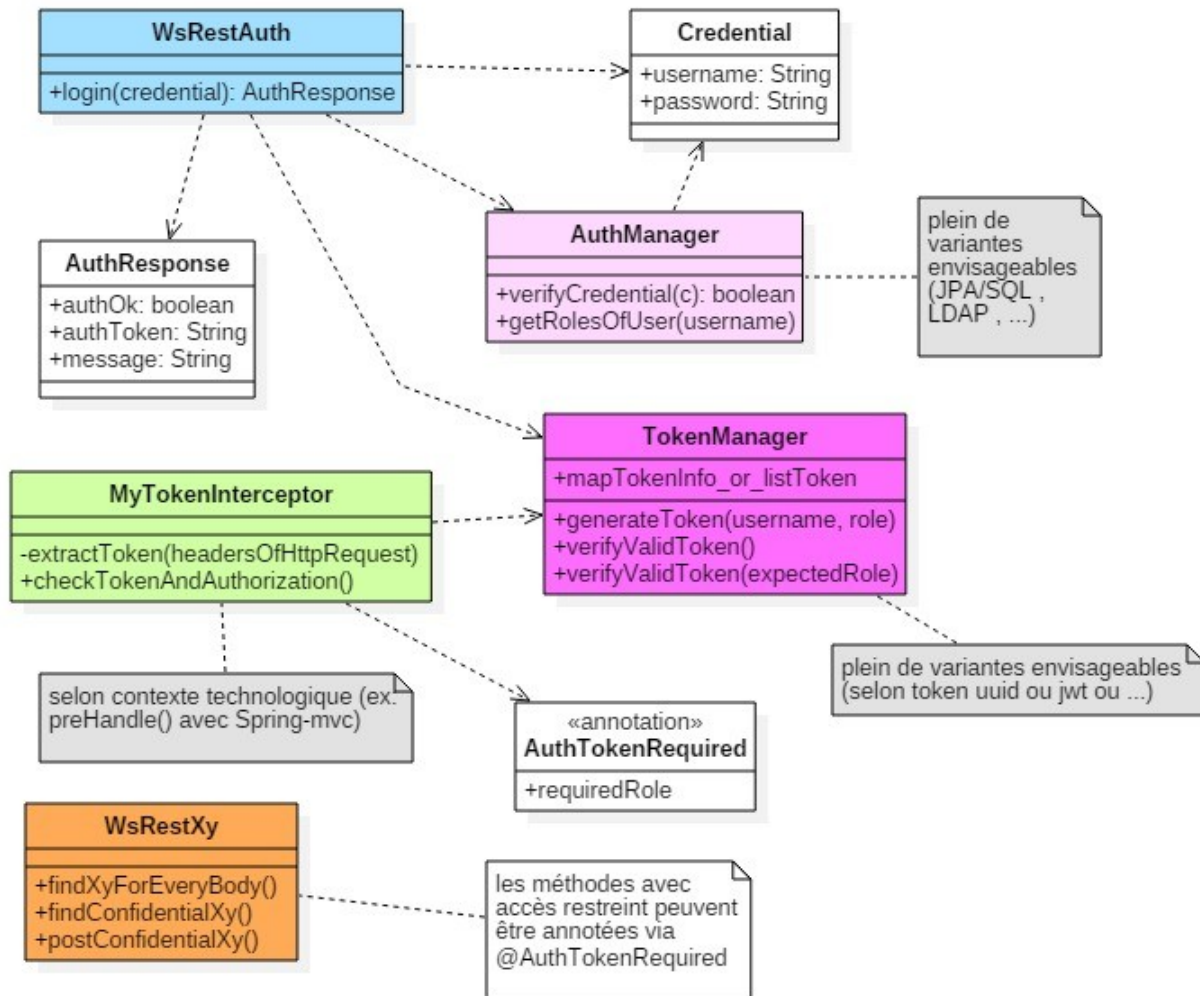 WsRestAuth
+login(credential): AuthResponse
Credential
+username: String
+password: String
AuthResponse
+authOk: boolean
+authToken: String
+message: String
AuthManager
+verifyCredential(c): boolean
+getRolesOfUser(username)
plein de
variantes
envisageables
(JPA/SQL ,
LDAP , ...)
TokenManager
+mapTokenInfo_or_listToken
+generateToken(username, role)
+verifyValidToken()
+verifyValidToken(expectedRole)
MyTokenInterceptor
-extractToken(headersOfHttpRequest)
+checkTokenAndAuthorization()
plein de variantes envisageables
(selon token uuid ou jwt ou ...)
selon contexte technologique (ex:
preHandle() avec Spring-mvc)
«annotation»
AuthTokenRequired
+requiredRole
WsRestXy
+findXyForEveryBody()
+findConfidentialXy()
+postConfidentialXy()
les méthodes avec
accès restreint peuvent
être annotées via
@AuthTokenRequired